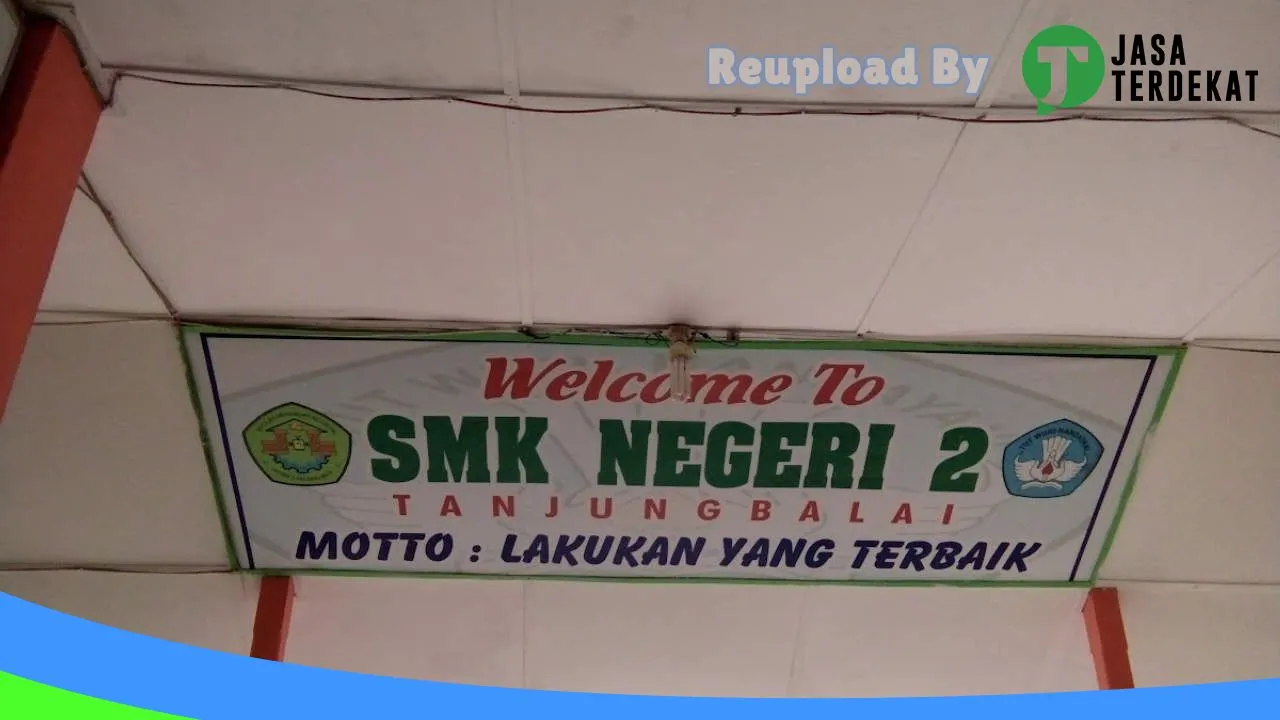 Reupload By
JASA
TERDEKAT
Welcome To
SMK NEGERI 2
TANJUNGBALAI
MOTTO : LAKUKAN YANG TERBAIK